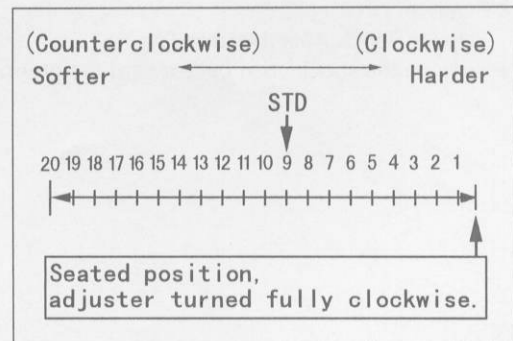 (Counterclockwise) (Clockwise)
Softer Harder
STD
20 19 18 17 16 15 14 13 12 11 10 9 8 7 6 5 4 3 2 1
Seated position,
adjuster turned fully clockwise.